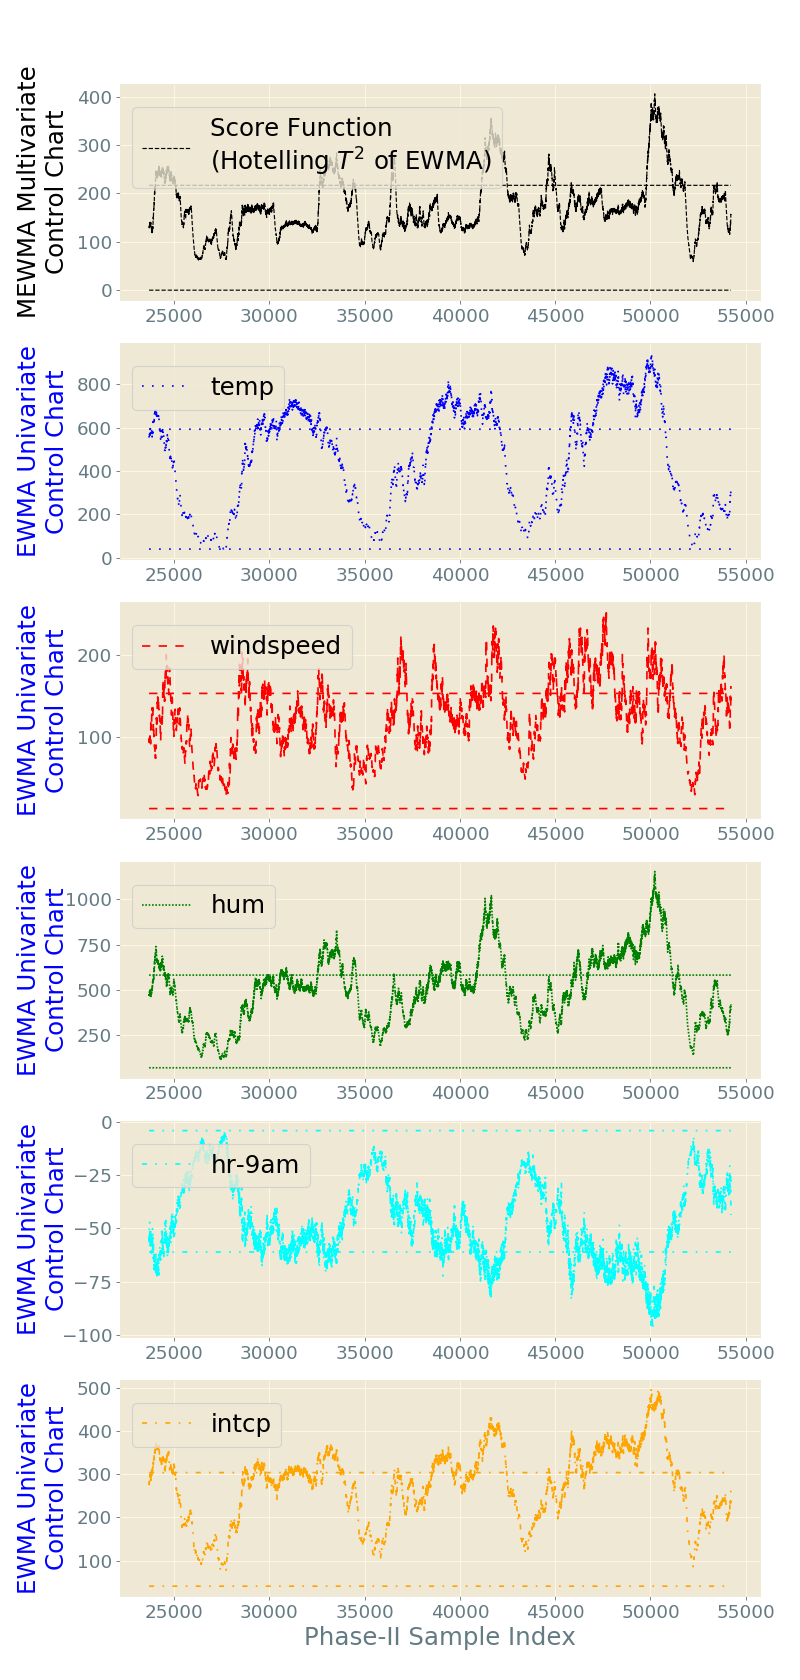 MEWMA Multivariate
Control Chart
400
300
200
100
0
Score Function
(Hotelling T² of EWMA)
25000 30000 35000 40000 45000 50000 55000
EWMA Univariate
Control Chart
800
600
400
200
0
temp
25000 30000 35000 40000 45000 50000 55000
EWMA Univariate
Control Chart
200
100
windspeed
25000 30000 35000 40000 45000 50000 55000
EWMA Univariate
Control Chart
1000
750
500
250
hum
25000 30000 35000 40000 45000 50000 55000
EWMA Univariate
Control Chart
0
−25
−50
−75
−100
hr-9am
25000 30000 35000 40000 45000 50000 55000
EWMA Univariate
Control Chart
500
400
300
200
100
intcp
25000 30000 35000 40000 45000 50000 55000
Phase-II Sample Index